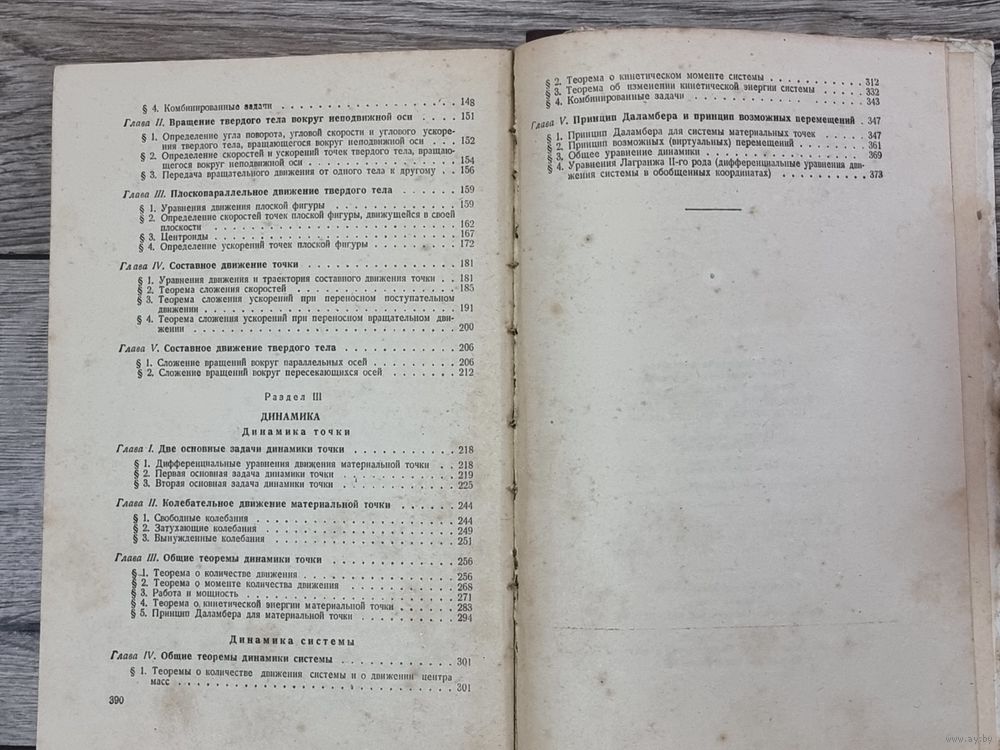 § 4. Комбинированные задачи . . . . . . . . . . . . . . . 148
Глава II. Вращение твердого тела вокруг неподвижной оси . . . . 151
§ 1. Определение угла поворота, угловой скорости и углового ускоре-
ния твердого тела, вращающегося вокруг неподвижной оси . . . 152
§ 2. Определение скоростей и ускорений точек твердого тела, вращаю-
щегося вокруг неподвижной оси . . . . . . . . . . . . . . 154
§ 3. Передача вращательного движения от одного тела к другому . . 156
Глава III. Плоскопараллельное движение твердого тела . . . . . . 159
§ 1. Уравнения движения плоской фигуры . . . . . . . . . . . 159
§ 2. Определение скоростей точек плоской фигуры, движущейся в своей
плоскости . . . . . . . . . . . . . . . . . . . . . . 162
§ 3. Центроиды . . . . . . . . . . . . . . . . . . . . . 167
§ 4. Определение ускорений точек плоской фигуры . . . . . . . . 172
Глава IV. Составное движение точки . . . . . . . . . . . . . . 181
§ 1. Уравнения движения и траектория составного движения точки . . 181
§ 2. Теорема сложения скоростей . . . . . . . . . . . . . . 185
§ 3. Теорема сложения ускорений при переносном поступательном
движении . . . . . . . . . . . . . . . . . . . . . . 191
§ 4. Теорема сложения ускорений при переносном вращательном дви-
жении . . . . . . . . . . . . . . . . . . . . . . . 200
Глава V. Составное движение твердого тела . . . . . . . . . . . 206
§ 1. Сложение вращений вокруг параллельных осей . . . . . . . . 206
§ 2. Сложение вращений вокруг пересекающихся осей . . . . . . . 212
Раздел III
ДИНАМИКА
Динамика точки
Глава I. Две основные задачи динамики точки . . . . . . . . . . 218
§ 1. Дифференциальные уравнения движения материальной точки . . 218
§ 2. Первая основная задача динамики точки . . . . . . . . . . 219
§ 3. Вторая основная задача динамики точки . . . . . . . . . . 225
Глава II. Колебательное движение материальной точки . . . . . . . 244
§ 1. Свободные колебания . . . . . . . . . . . . . . . . . 244
§ 2. Затухающие колебания . . . . . . . . . . . . . . . . 249
§ 3. Вынужденные колебания . . . . . . . . . . . . . . . . 251
Глава III. Общие теоремы динамики точки . . . . . . . . . . . . 256
§ 1. Теорема о количестве движения . . . . . . . . . . . . . 256
§ 2. Теорема о моменте количества движения . . . . . . . . . . 268
§ 3. Работа и мощность . . . . . . . . . . . . . . . . . . 271
§ 4. Теорема о кинетической энергии материальной точки . . . . . 283
§ 5. Принцип Даламбера для материальной точки . . . . . . . . . 294
Динамика системы
Глава IV. Общие теоремы динамики системы . . . . . . . . . . . 301
§ 1. Теоремы о количестве движения системы и о движении центра
масс . . . . . . . . . . . . . . . . . . . . . . . . 301
390
§ 2. Теорема о кинетическом моменте системы . . . . . . . . . . 312
§ 3. Теорема об изменении кинетической энергии системы . . . . . 332
§ 4. Комбинированные задачи . . . . . . . . . . . . . . . 343
Глава V. Принцип Даламбера и принцип возможных перемещений . 347
§ 1. Принцип Даламбера для системы материальных точек . . . . . 347
§ 2. Принцип возможных (виртуальных) перемещений . . . . . . . 361
§ 3. Общее уравнение динамики . . . . . . . . . . . . . . . 369
§ 4. Уравнения Лагранжа II-го рода (дифференциальные уравнения дви-
жения системы в обобщенных координатах) . . . . . . . . . 373
www.ay.by